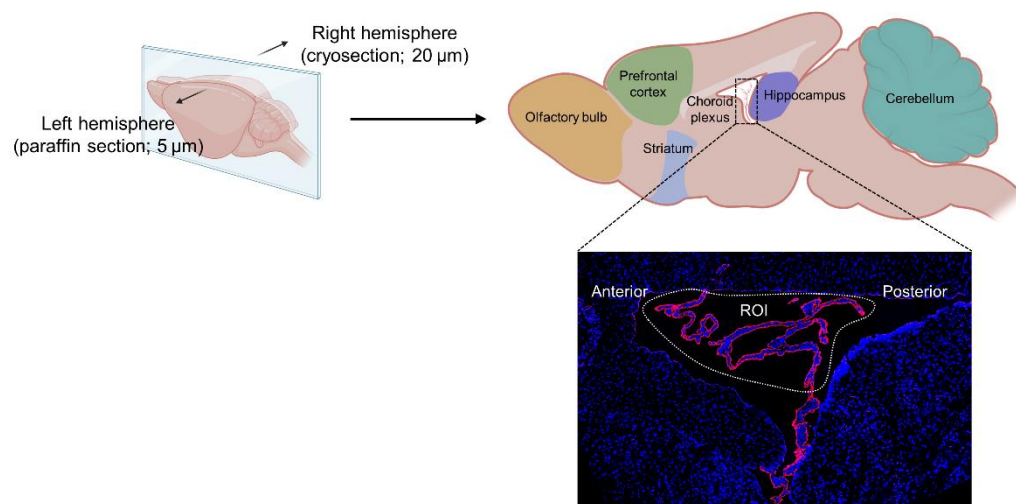 Right hemisphere
(cryosection; 20 µm)
Left hemisphere
(paraffin section; 5 µm)
Prefrontal
cortex
Olfactory bulb
Striatum
Choroid
plexus
Hippocampus
Cerebellum
Anterior
ROI
Posterior